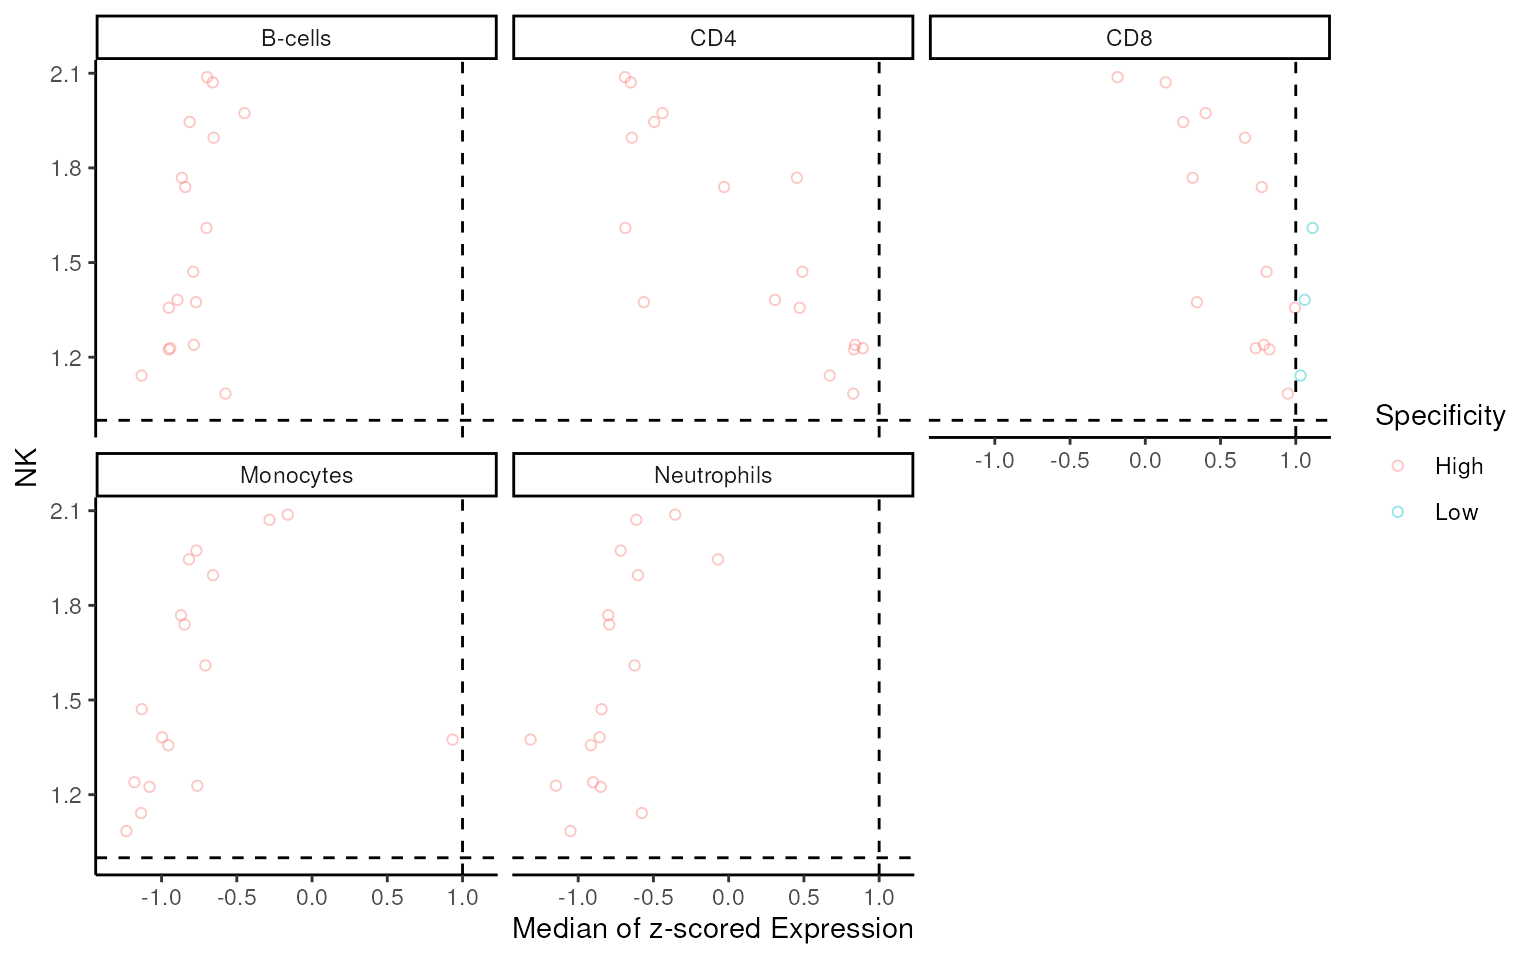 B-cells CD4 CD8
2.1
1.8
1.5
1.2
-1.0 -0.5 0.0 0.5 1.0
Specificity
High
Low
NK
Monocytes Neutrophils
2.1
1.8
1.5
1.2
-1.0 -0.5 0.0 0.5 1.0 -1.0 -0.5 0.0 0.5 1.0
Median of z-scored Expression